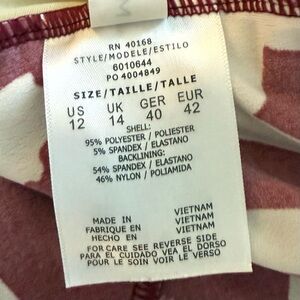 RN 40168
STYLE/MODELE/ESTILO
6010644
PO 4004849
SIZE/TAILLE/TALLE
US UK GER EUR
12 14 40 42
SHELL:
95% POLYESTER / POLIESTER
5% SPANDEX / ELASTANO
BACKLINING:
54% SPANDEX / ELASTANO
46% NYLON / POLIAMIDA
MADE IN VIETNAM
FABRIQUE EN VIETNAM
HECHO EN VIETNAM
FOR CARE SEE REVERSE SIDE
PARA EL CUIDADO VEA EL DORSO
POUR LE SOIN VOIR LE VERSO